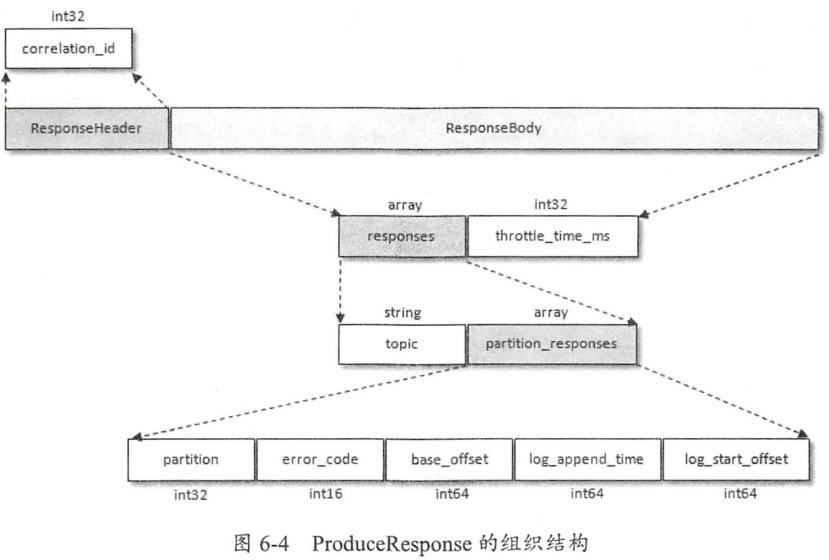 int32
correlation_id
ResponseHeader ResponseBody
array int32
responses throttle_time_ms
string array
topic partition_responses
partition error_code base_offset log_append_time log_start_offset
int32 int16 int64 int64 int64
图 6-4 ProduceResponse 的组织结构